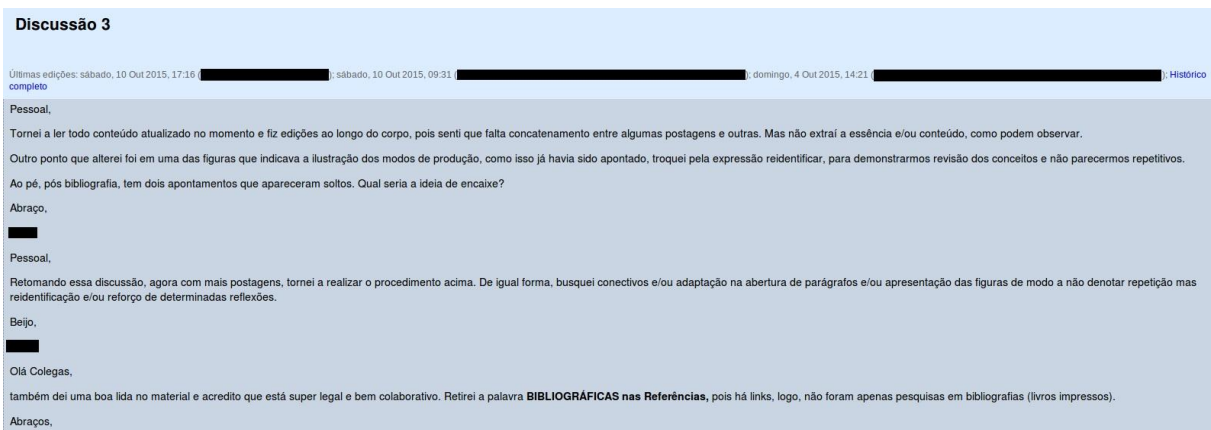 Discussão 3
Últimas edições: sábado, 10 Out 2015, 17:16 ( ); sábado, 10 Out 2015, 09:31 ( ); domingo, 4 Out 2015, 14:21 ( ); Histórico
completo
Pessoal,
Tornei a ler todo conteúdo atualizado no momento e fiz edições ao longo do corpo, pois senti que falta concatenamento entre algumas postagens e outras. Mas não extraí a essência e/ou conteúdo, como podem observar.
Outro ponto que alterei foi em uma das figuras que indicava a ilustração dos modos de produção, como isso já havia sido apontado, troquei pela expressão reidentificar, para demonstrarmos revisão dos conceitos e não parecermos repetitivos.
Ao pé, pós bibliografia, tem dois apontamentos que apareceram soltos. Qual seria a ideia de encaixe?
Abraço,
Pessoal,
Retomando essa discussão, agora com mais postagens, tornei a realizar o procedimento acima. De igual forma, busquei conectivos e/ou adaptação na abertura de parágrafos e/ou apresentação das figuras de modo a não denotar repetição mas
reidentificação e/ou reforço de determinadas reflexões.
Beijo,
Olá Colegas,
também dei uma boa lida no material e acredito que está super legal e bem colaborativo. Retirei a palavra BIBLIOGRÁFICAS nas Referências, pois há links, logo, não foram apenas pesquisas em bibliografias (livros impressos).
Abraços,